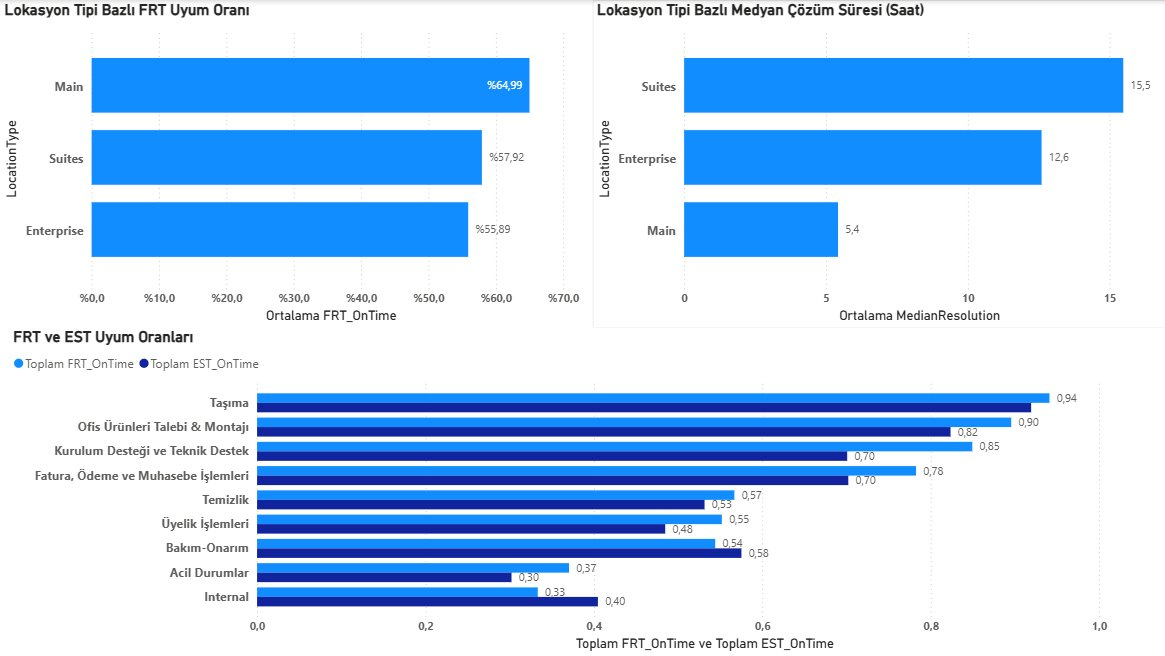 Lokasyon Tipi Bazlı FRT Uyum Oranı
LocationType
Main
%64,99
Suites
%57,92
Enterprise
%55,89
%0,0 %10,0 %20,0 %30,0 %40,0 %50,0 %60,0 %70,0
Ortalama FRT_OnTime
Lokasyon Tipi Bazlı Medyan Çözüm Süresi (Saat)
LocationType
Suites
15,5
Enterprise
12,6
Main
5,4
0 5 10 15
Ortalama MedianResolution
FRT ve EST Uyum Oranları
Toplam FRT_OnTime Toplam EST_OnTime
Taşıma
0,94
Ofis Ürünleri Talebi & Montajı
0,90
0,82
Kurulum Desteği ve Teknik Destek
0,85
0,70
Fatura, Ödeme ve Muhasebe İşlemleri
0,78
0,70
Temizlik
0,57
0,53
Üyelik İşlemleri
0,55
0,48
Bakım-Onarım
0,54
0,58
Acil Durumlar
0,37
0,30
Internal
0,33
0,40
0,0 0,2 0,4 0,6 0,8 1,0
Toplam FRT_OnTime ve Toplam EST_OnTime